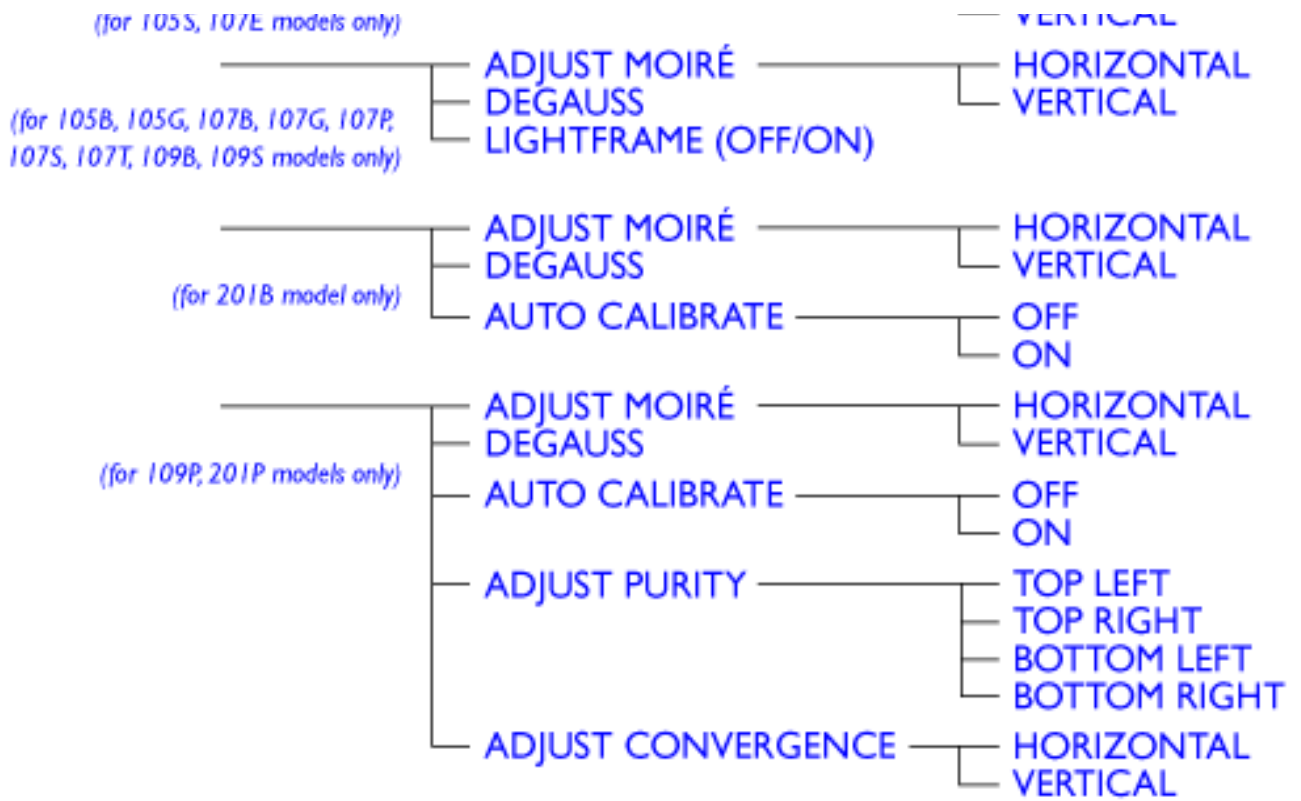 (for 105S, 107E models only)
VERTICAL
ADJUST MOIRÉ HORIZONTAL
DEGAUSS VERTICAL
(for 105B, 105G, 107B, 107G, 107P,
LIGHTFRAME (OFF/ON)
107S, 107T, 109B, 109S models only)
ADJUST MOIRÉ HORIZONTAL
DEGAUSS VERTICAL
(for 201B model only)
AUTO CALIBRATE OFF
ON
ADJUST MOIRÉ HORIZONTAL
DEGAUSS VERTICAL
(for 109P, 201P models only)
AUTO CALIBRATE OFF
ON
ADJUST PURITY TOP LEFT
TOP RIGHT
BOTTOM LEFT
BOTTOM RIGHT
ADJUST CONVERGENCE HORIZONTAL
VERTICAL